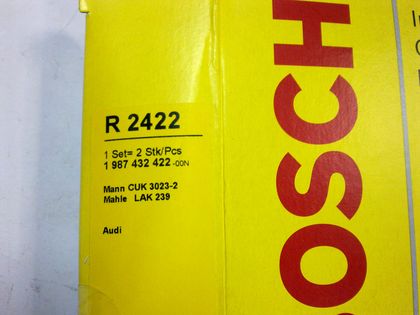 R 2422
1 Set= 2 Stk/Pcs
1 987 432 422-00N
Mann CUK 3023-2
Mahle LAK 239
Audi
BOSCH